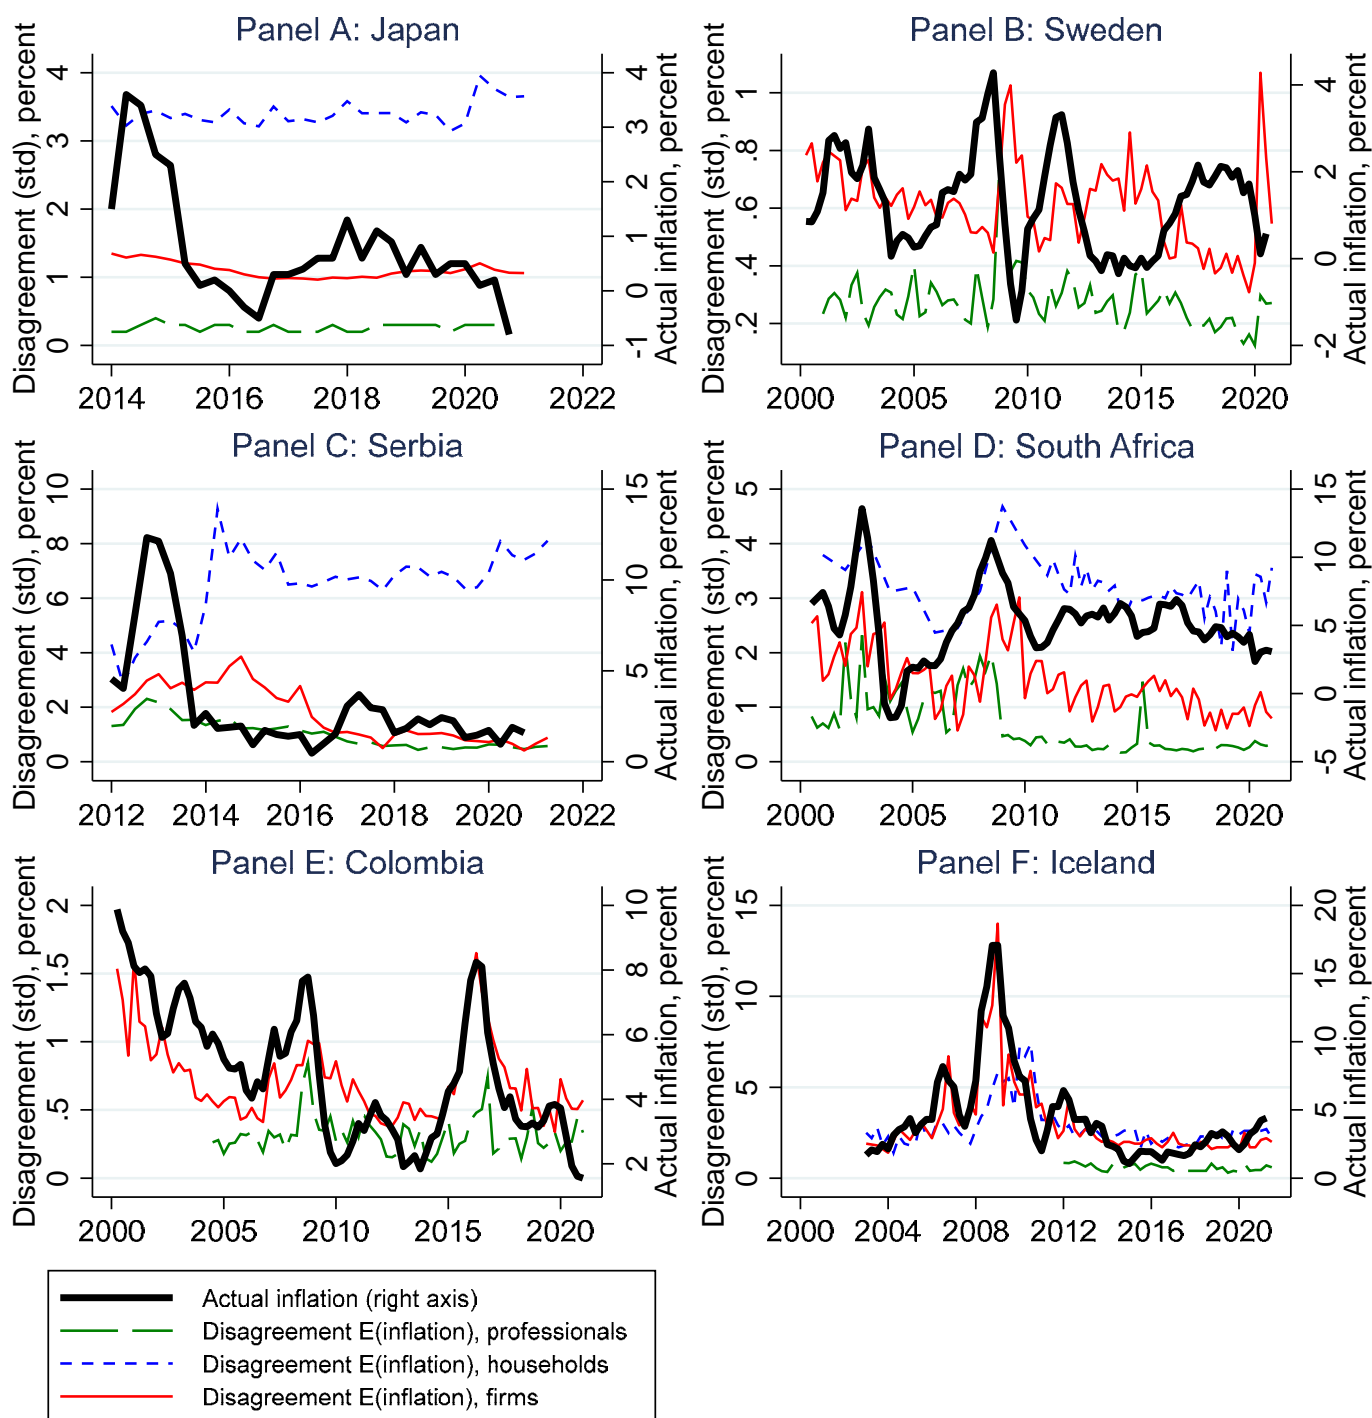 Panel A: Japan
Disagreement (std), percent
0 1 2 3 4
-1 0 1 2 3 4
Actual inflation, percent
2014 2016 2018 2020 2022
Panel B: Sweden
Disagreement (std), percent
.2 .4 .6 .8 1
-2 0 2 4
Actual inflation, percent
2000 2005 2010 2015 2020
Panel C: Serbia
Disagreement (std), percent
0 2 4 6 8 10
0 5 10 15
Actual inflation, percent
2012 2014 2016 2018 2020 2022
Panel D: South Africa
Disagreement (std), percent
0 1 2 3 4 5
-5 0 5 10 15
Actual inflation, percent
2000 2005 2010 2015 2020
Panel E: Colombia
Disagreement (std), percent
0 .5 1 1.5 2
2 4 6 8 10
Actual inflation, percent
2000 2005 2010 2015 2020
Panel F: Iceland
Disagreement (std), percent
0 5 10 15
0 5 10 15 20
Actual inflation, percent
2000 2004 2008 2012 2016 2020
Actual inflation (right axis)
Disagreement E(inflation), professionals
Disagreement E(inflation), households
Disagreement E(inflation), firms